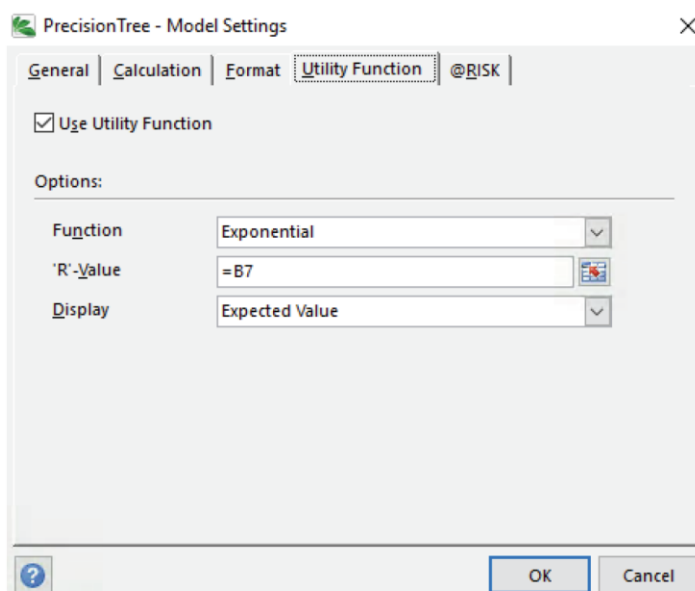 PrecisionTree - Model Settings
General Calculation Format Utility Function @RISK
Use Utility Function
Options:
Function Exponential
'R'-Value =B7
Display Expected Value
? OK Cancel